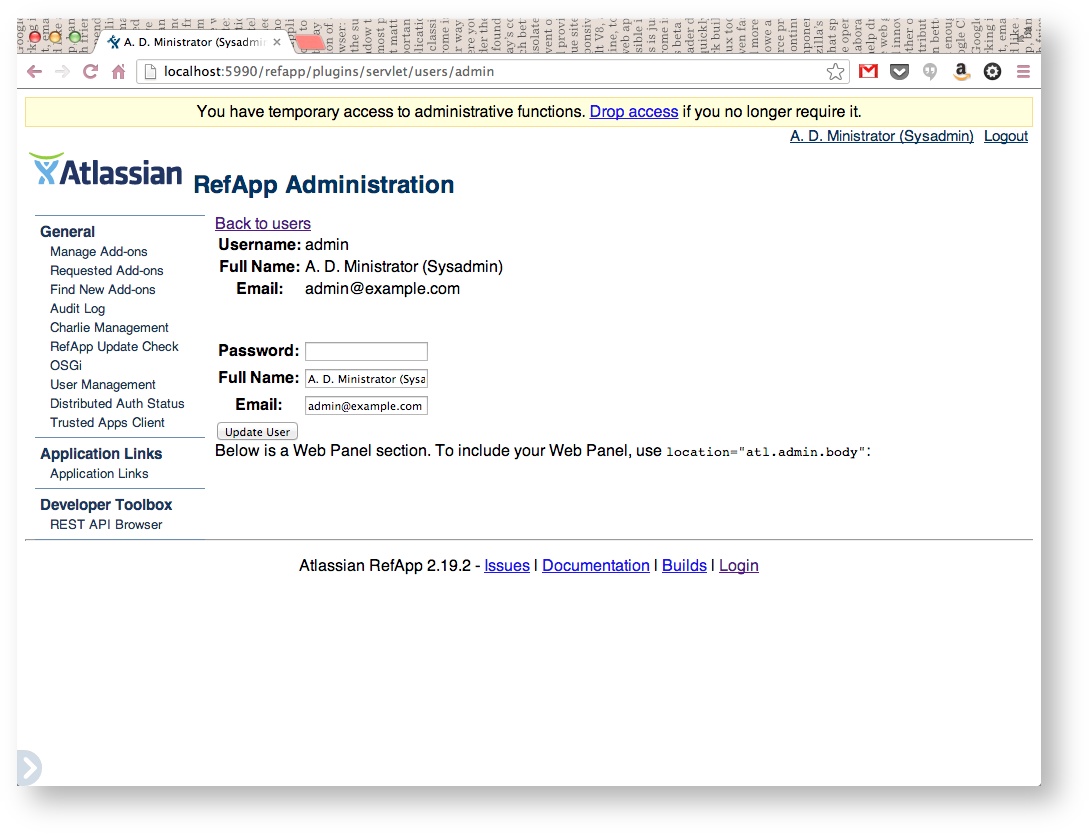 A. D. Ministrator (Sysadmin
localhost:5990/refapp/plugins/servlet/users/admin
You have temporary access to administrative functions. Drop access if you no longer require it.
A. D. Ministrator (Sysadmin) Logout
Atlassian RefApp Administration
General
Manage Add-ons
Requested Add-ons
Find New Add-ons
Audit Log
Charlie Management
RefApp Update Check
OSGi
User Management
Distributed Auth Status
Trusted Apps Client
Application Links
Application Links
Developer Toolbox
REST API Browser
Back to users
Username: admin
Full Name: A. D. Ministrator (Sysadmin)
Email: admin@example.com
Password:
Full Name: A. D. Ministrator (Sysa
Email: admin@example.com
Update User
Below is a Web Panel section. To include your Web Panel, use location="atl.admin.body":
Atlassian RefApp 2.19.2 - Issues | Documentation | Builds | Login